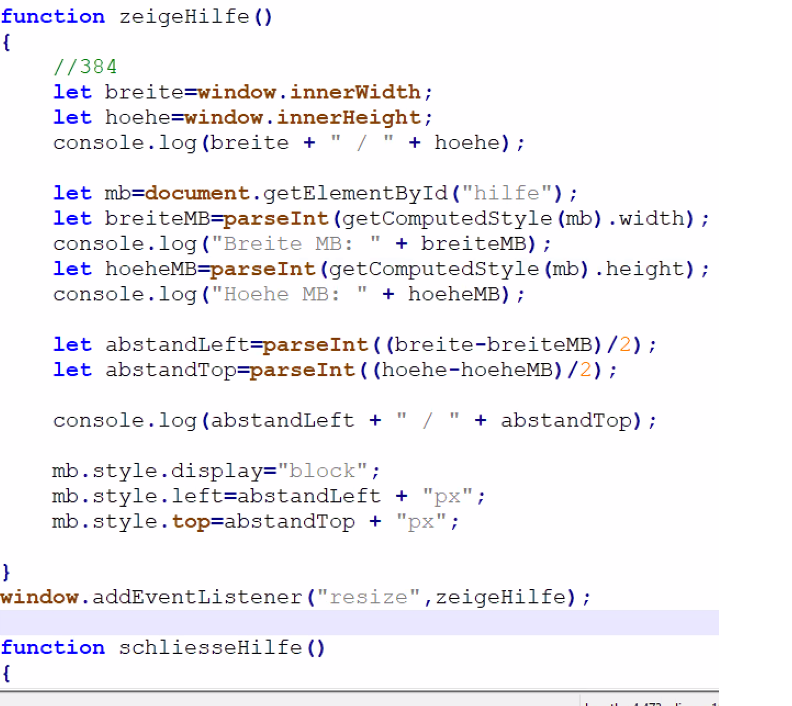 function zeigeHilfe()
{
    //384
    let breite=window.innerWidth;
    let hoehe=window.innerHeight;
    console.log(breite + " / " + hoehe);

    let mb=document.getElementById("hilfe");
    let breiteMB=parseInt(getComputedStyle(mb).width);
    console.log("Breite MB: " + breiteMB);
    let hoeheMB=parseInt(getComputedStyle(mb).height);
    console.log("Hoehe MB: " + hoeheMB);

    let abstandLeft=parseInt((breite-breiteMB)/2);
    let abstandTop=parseInt((hoehe-hoeheMB)/2);

    console.log(abstandLeft + " / " + abstandTop);

    mb.style.display="block";
    mb.style.left=abstandLeft + "px";
    mb.style.top=abstandTop + "px";

}
window.addEventListener("resize",zeigeHilfe);

function schliesseHilfe()
{